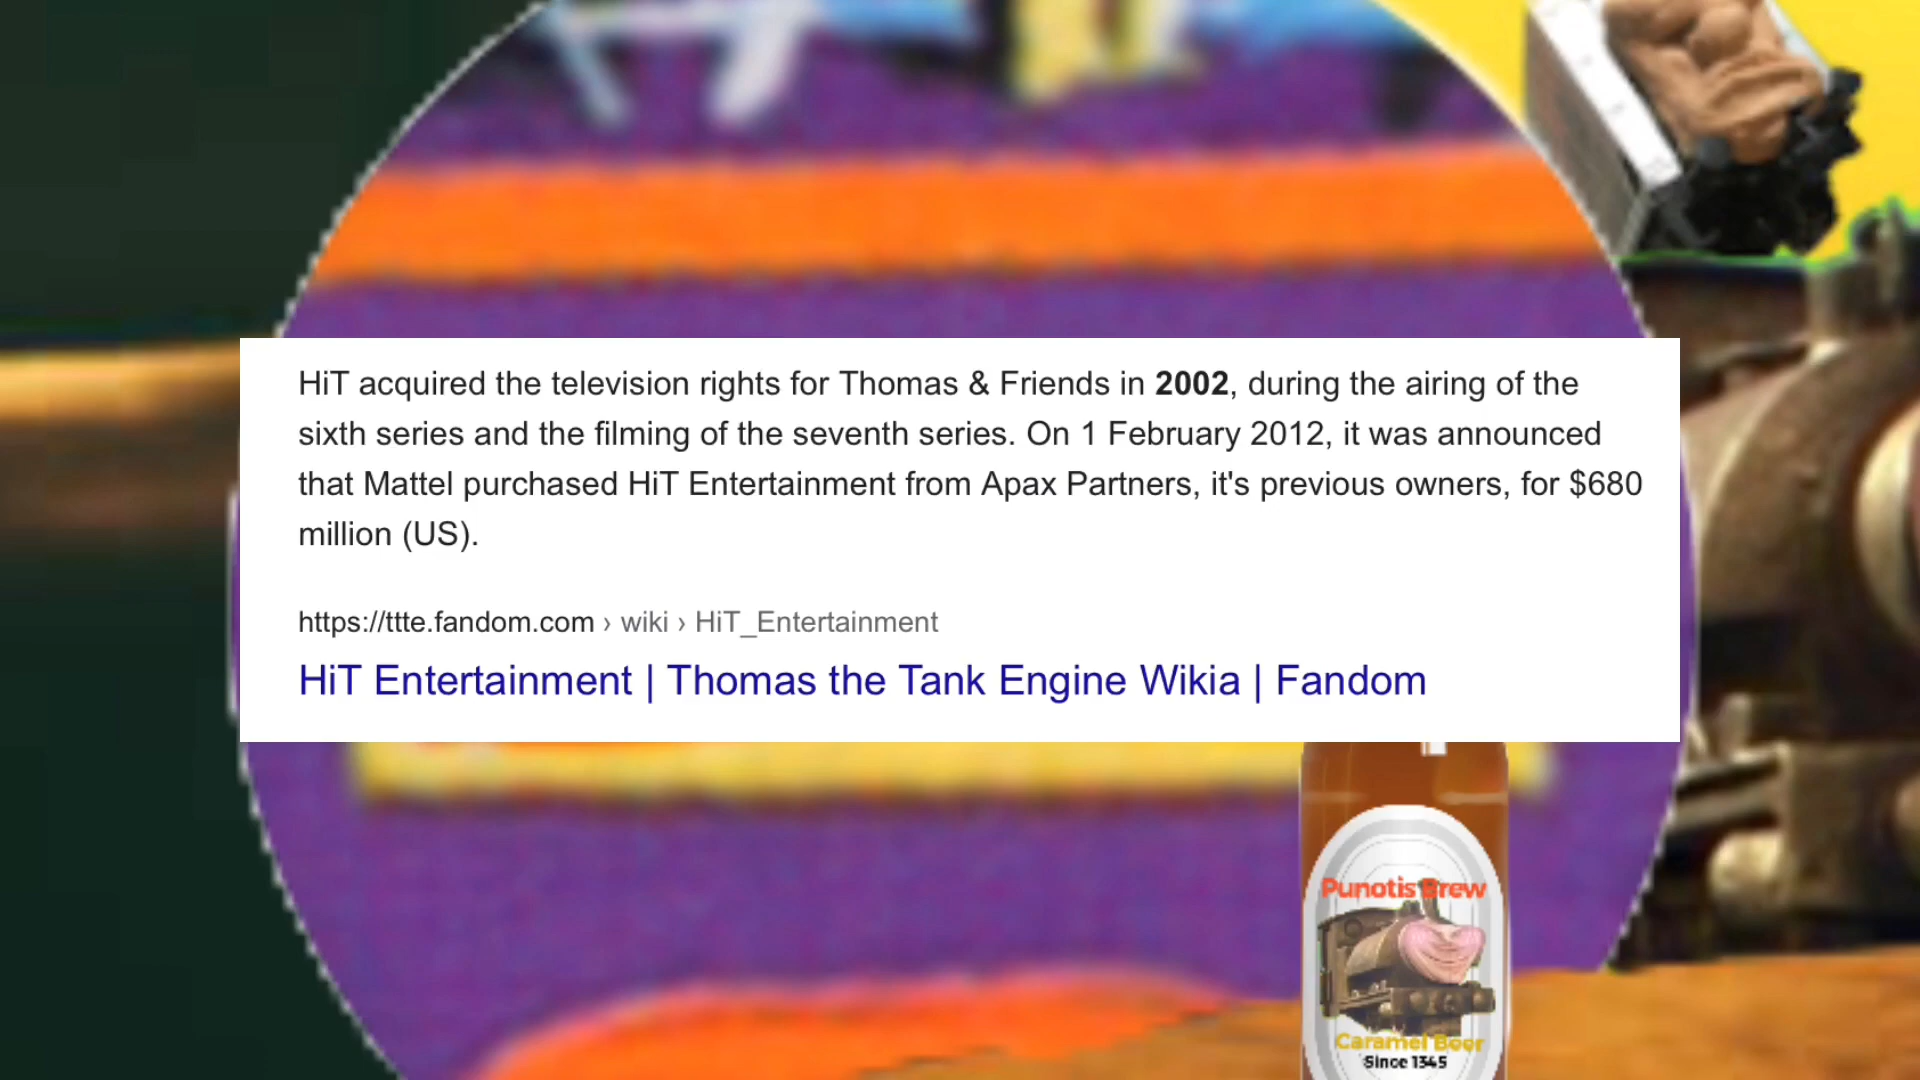 HiT acquired the television rights for Thomas & Friends in 2002, during the airing of the
sixth series and the filming of the seventh series. On 1 February 2012, it was announced
that Mattel purchased HiT Entertainment from Apax Partners, it's previous owners, for $680
million (US).
https://ttte.fandom.com › wiki › HiT_Entertainment
HiT Entertainment | Thomas the Tank Engine Wikia | Fandom
Punotis Brew
Caramel Beer
Since 1345